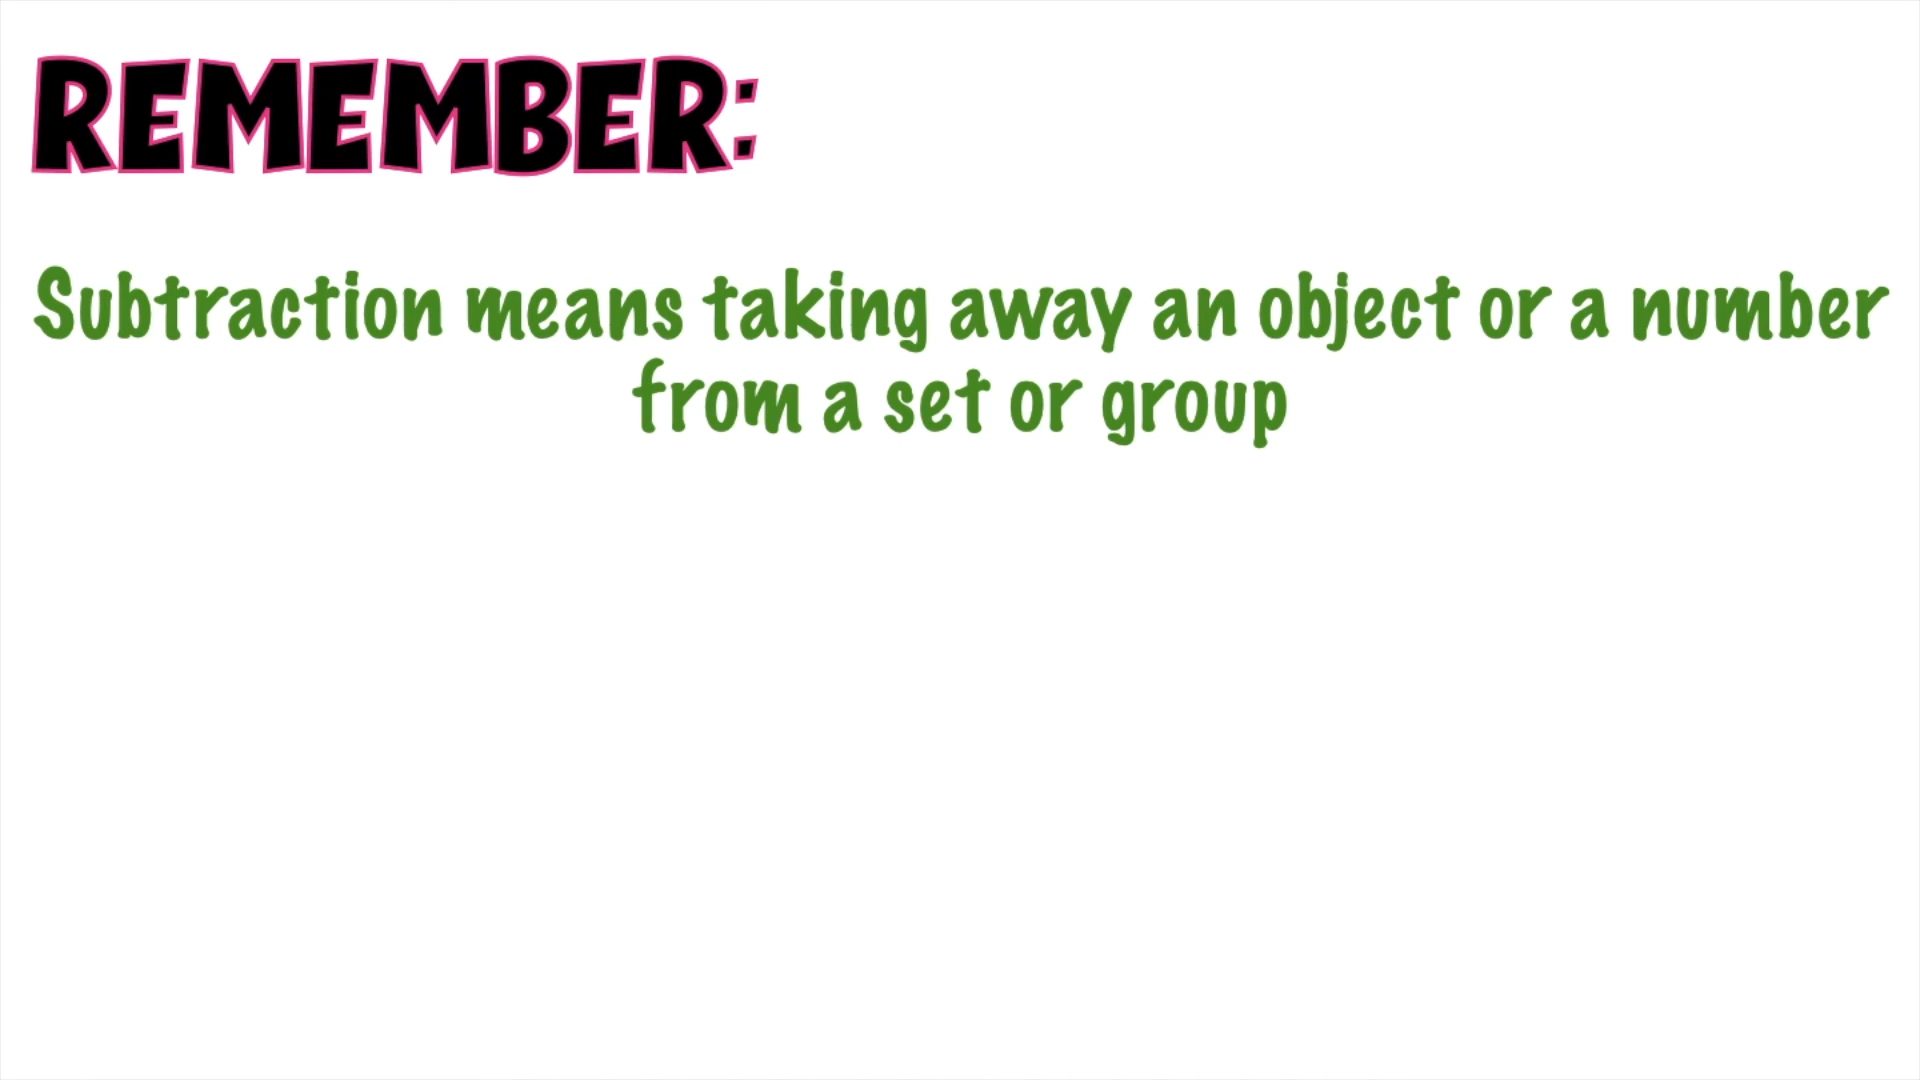 REMEMBER:
Subtraction means taking away an object or a number
from a set or group